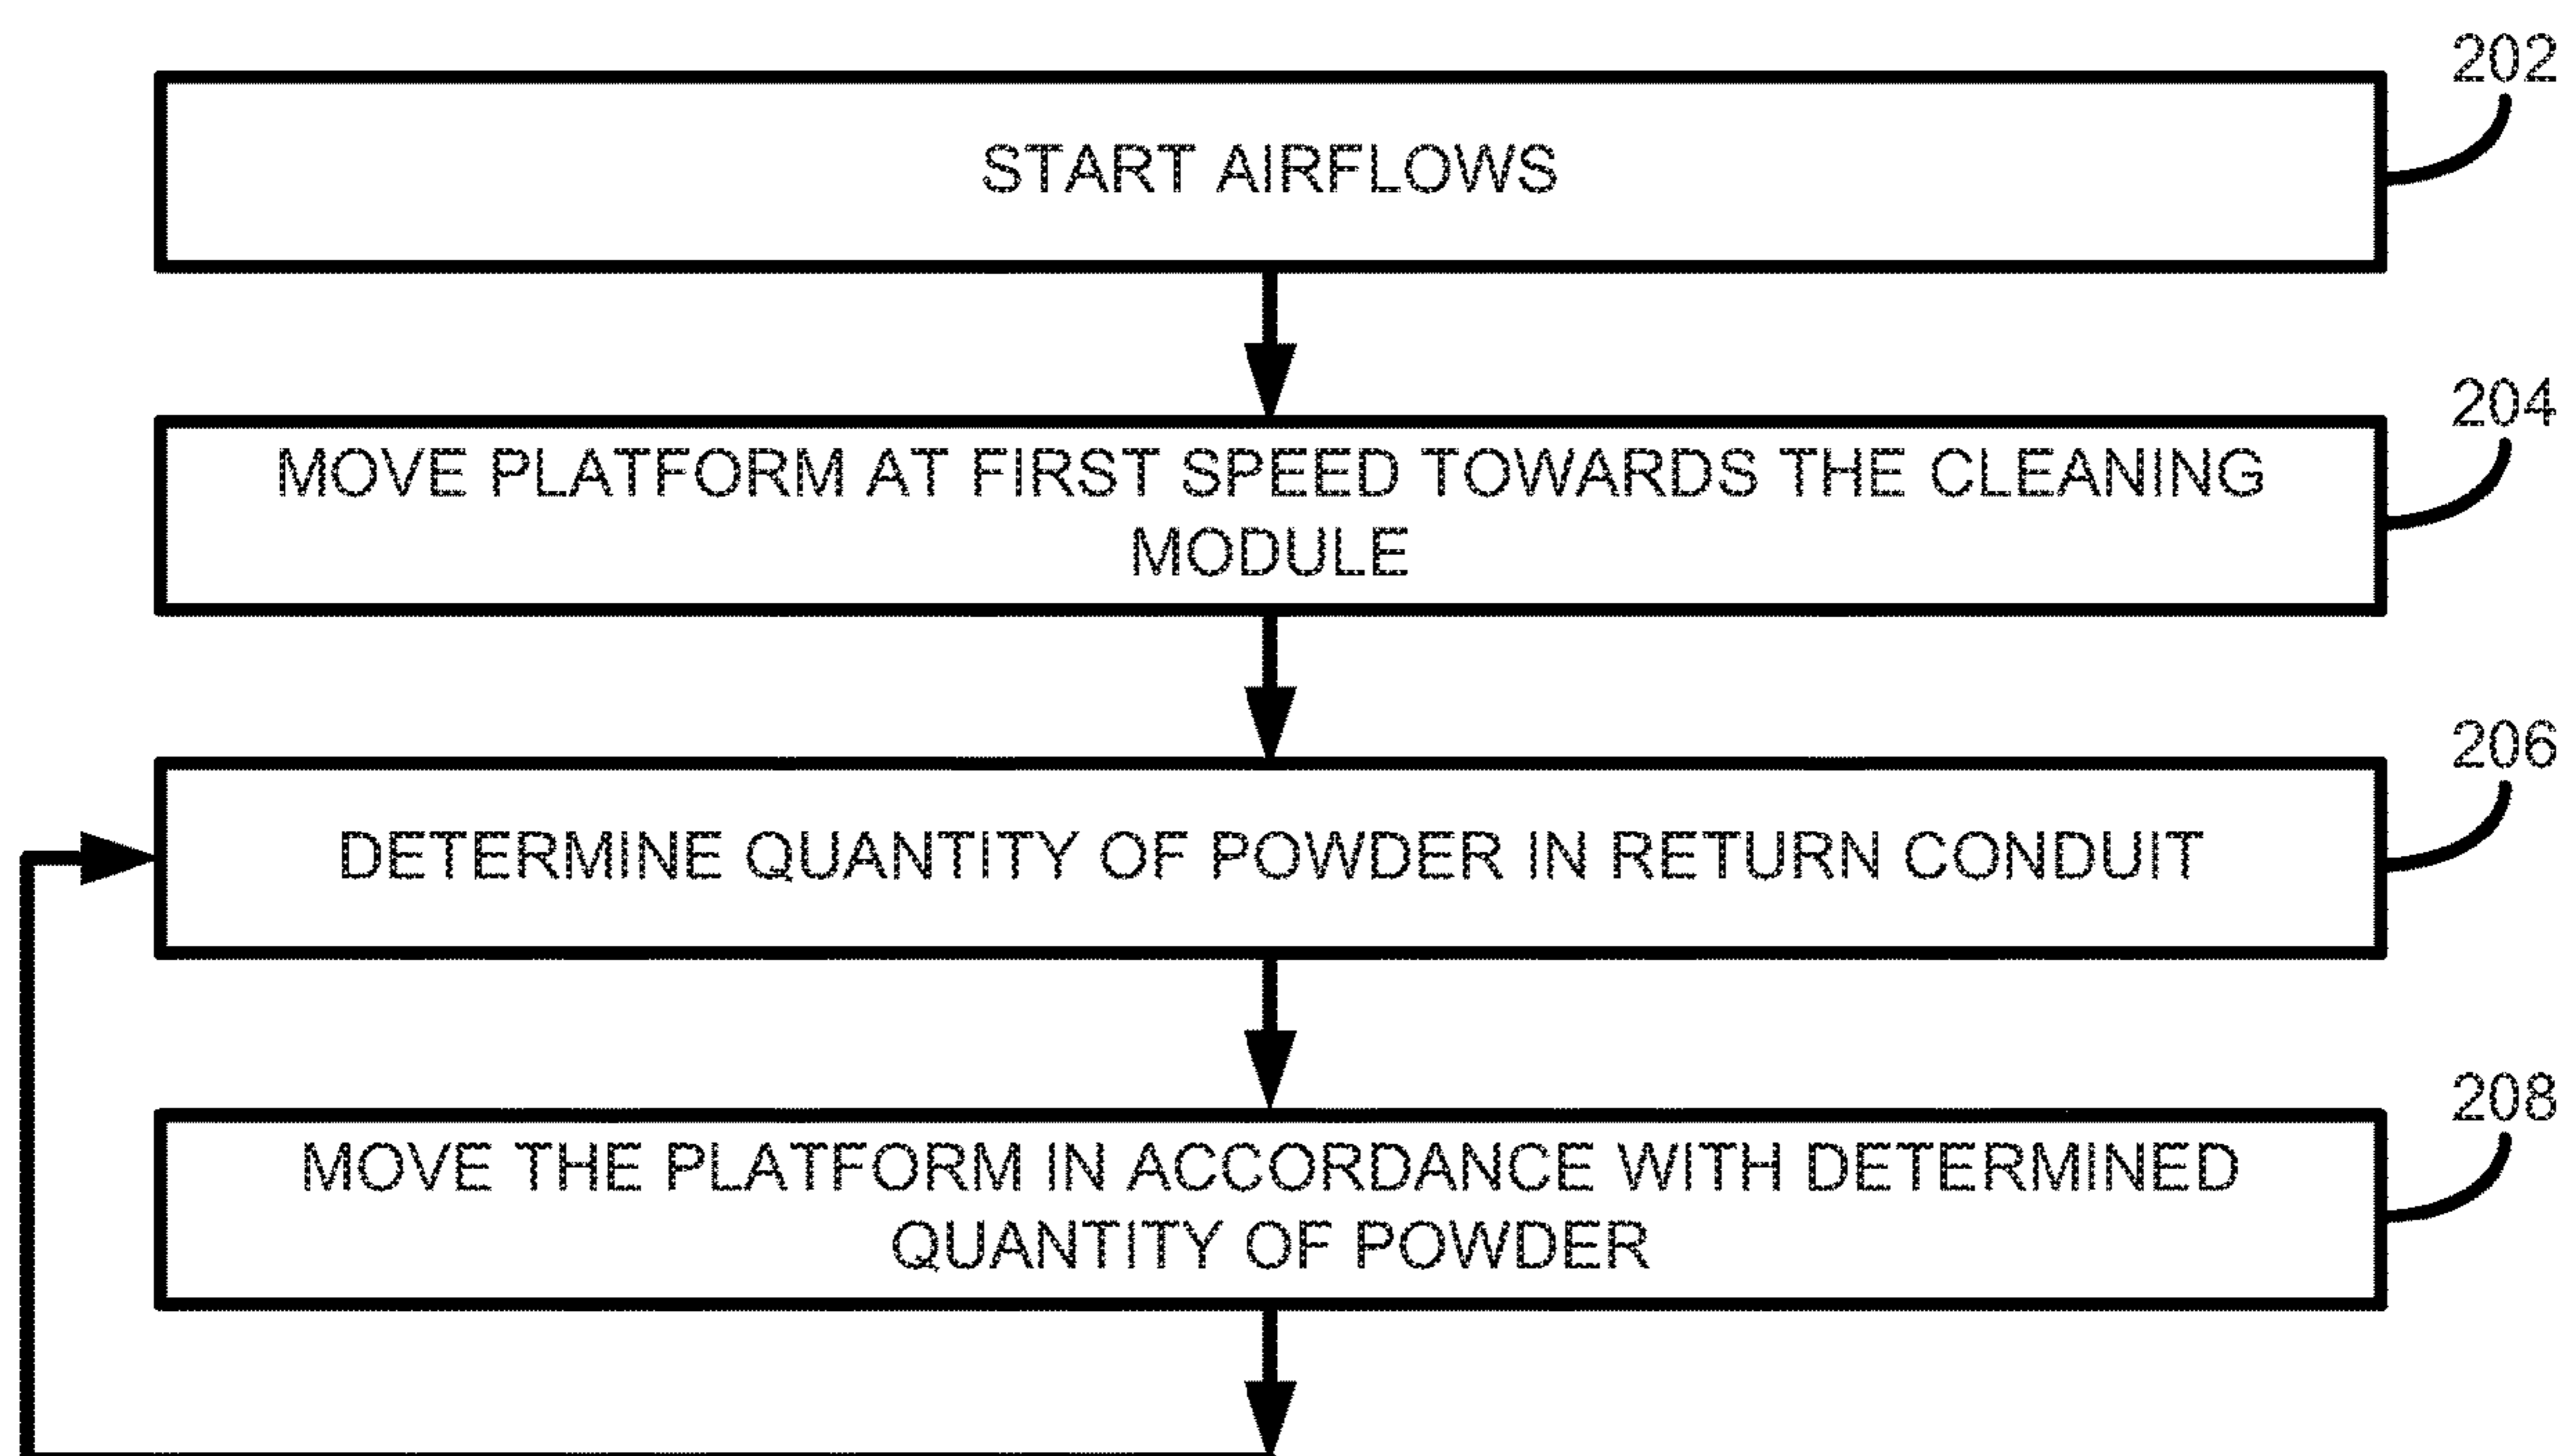 202
START AIRFLOWS
204
MOVE PLATFORM AT FIRST SPEED TOWARDS THE CLEANING
MODULE
206
DETERMINE QUANTITY OF POWDER IN RETURN CONDUIT
208
MOVE THE PLATFORM IN ACCORDANCE WITH DETERMINED
QUANTITY OF POWDER